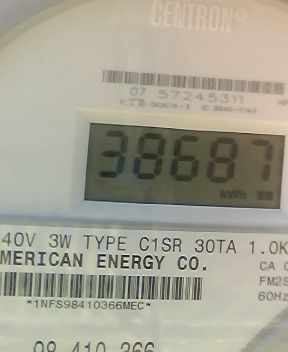 CENTRON®
07 57245311
38687
kWh
40V 3W TYPE C1SR 30TA 1.0K
MERICAN ENERGY CO.
CA
FM2S
60Hz
*1NFS98410366MEC*
98 410 366